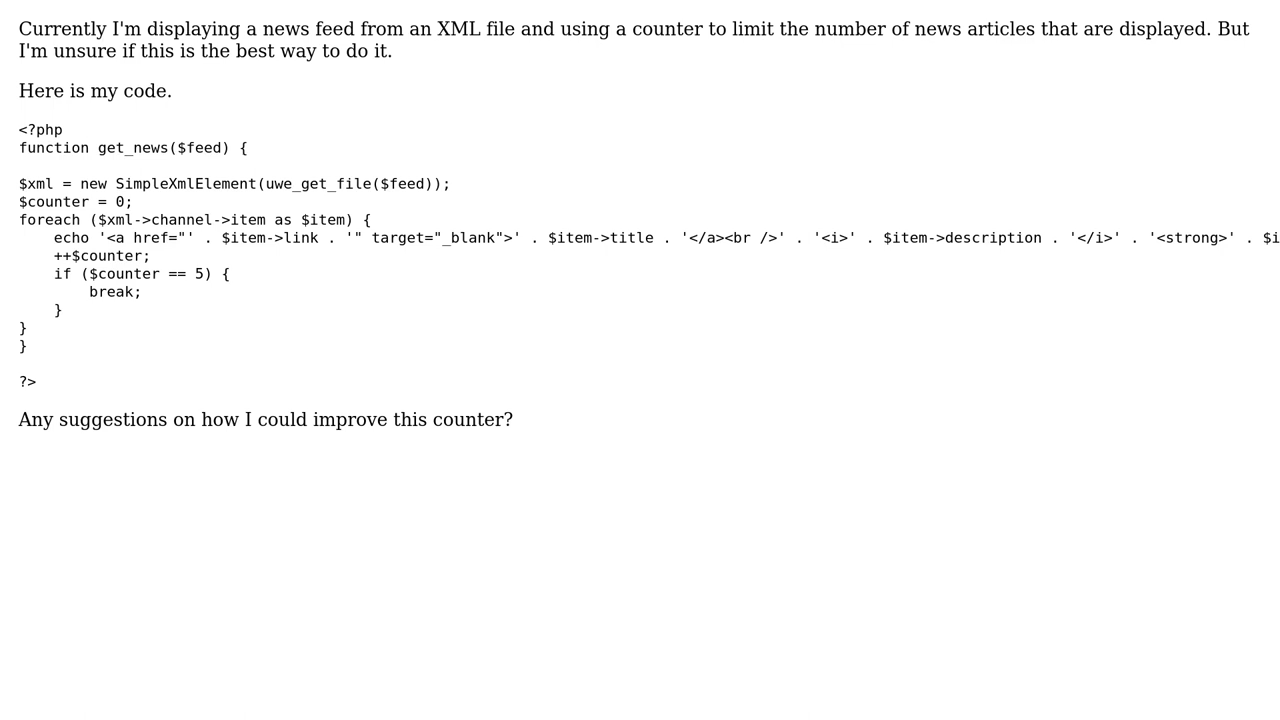 Currently I'm displaying a news feed from an XML file and using a counter to limit the number of news articles that are displayed. But
I'm unsure if this is the best way to do it.
Here is my code.
<?php
function get_news($feed) {
$xml = new SimpleXmlElement(uwe_get_file($feed));
$counter = 0;
foreach ($xml->channel->item as $item) {
    echo '<a href="' . $item->link . '" target="_blank">' . $item->title . '</a><br />' . '<i>' . $item->description . '</i>' . '<strong>' . $i
    ++$counter;
    if ($counter == 5) {
        break;
    }
}
}
?>
Any suggestions on how I could improve this counter?